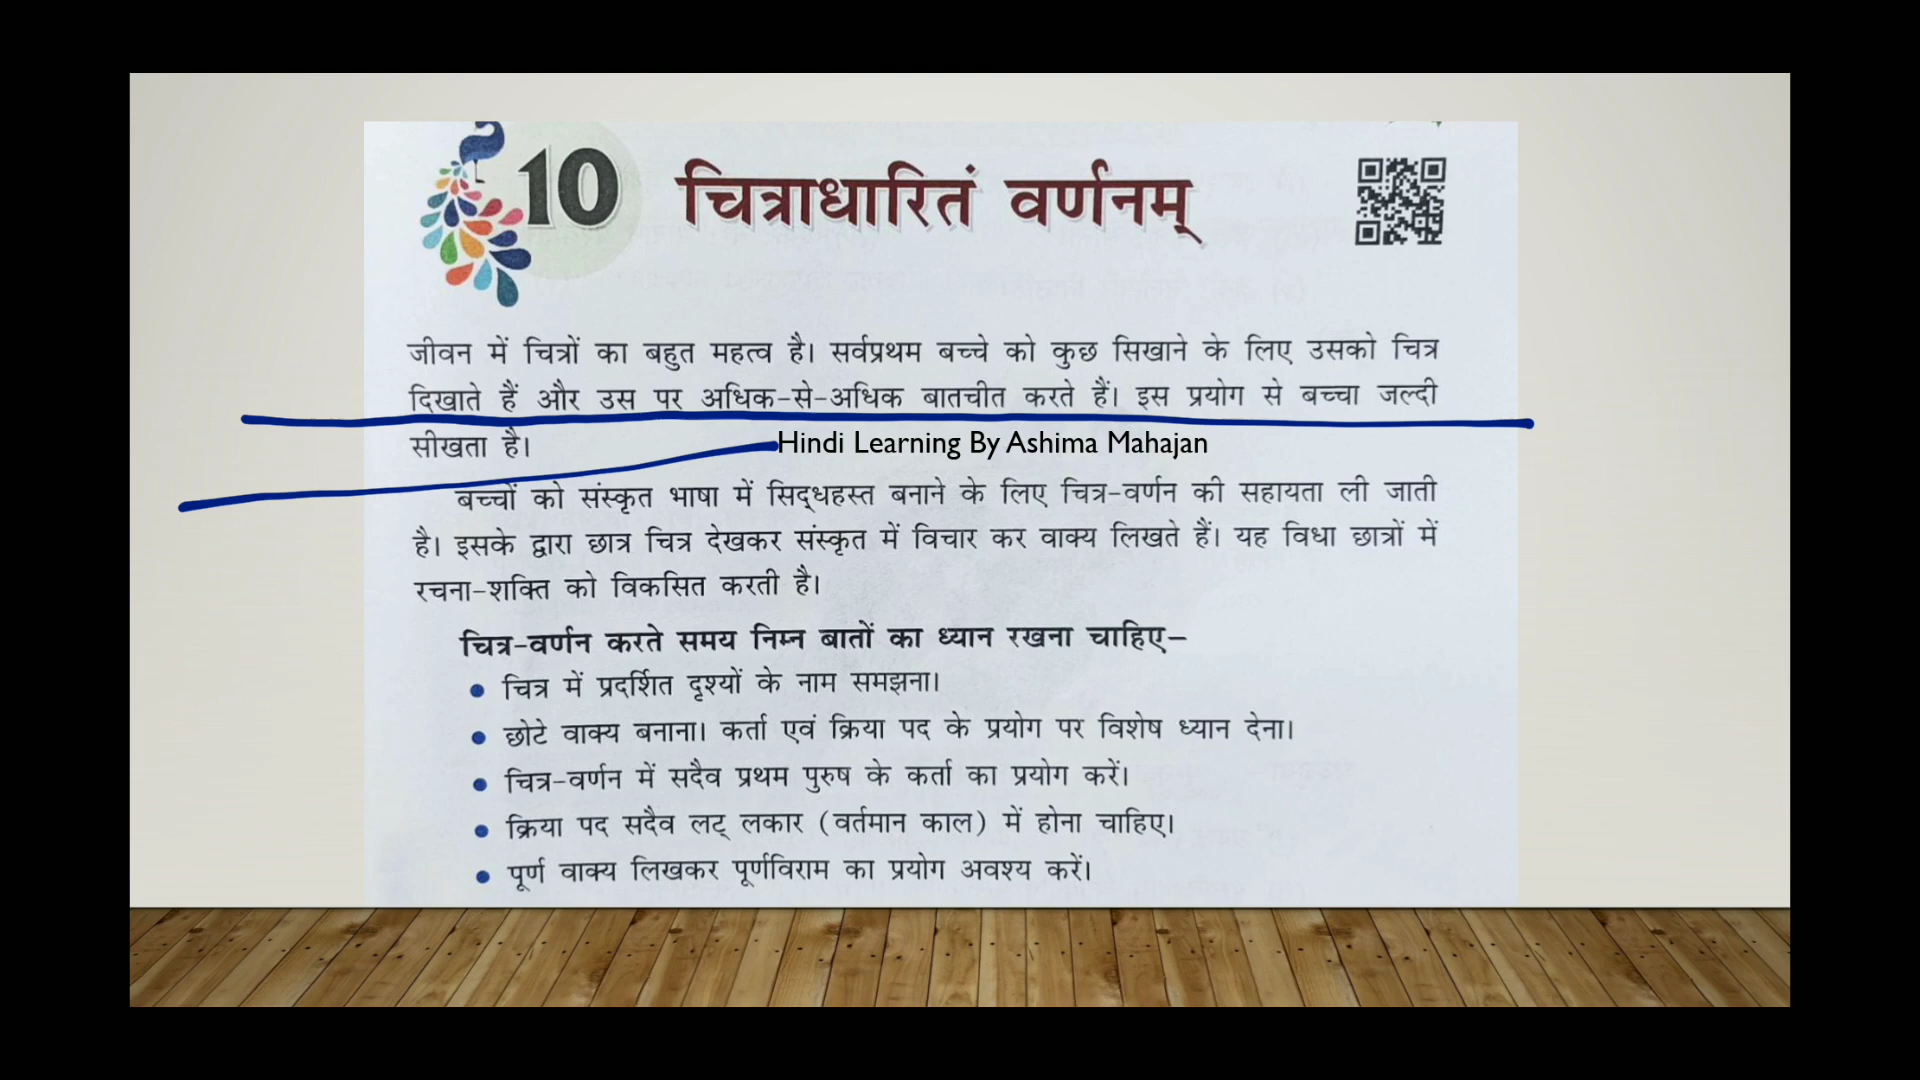 10 चित्राधारितं वर्णनम्
जीवन में चित्रों का बहुत महत्व है। सर्वप्रथम बच्चे को कुछ सिखाने के लिए उसको चित्र
दिखाते हैं और उस पर अधिक-से-अधिक बातचीत करते हैं। इस प्रयोग से बच्चा जल्दी
सीखता है।
Hindi Learning By Ashima Mahajan
बच्चों को संस्कृत भाषा में सिद्धहस्त बनाने के लिए चित्र-वर्णन की सहायता ली जाती
है। इसके द्वारा छात्र चित्र देखकर संस्कृत में विचार कर वाक्य लिखते हैं। यह विधा छात्रों में
रचना-शक्ति को विकसित करती है।
चित्र-वर्णन करते समय निम्न बातों का ध्यान रखना चाहिए-
• चित्र में प्रदर्शित दृश्यों के नाम समझना।
• छोटे वाक्य बनाना। कर्ता एवं क्रिया पद के प्रयोग पर विशेष ध्यान देना।
• चित्र-वर्णन में सदैव प्रथम पुरुष के कर्ता का प्रयोग करें।
• क्रिया पद सदैव लट् लकार (वर्तमान काल) में होना चाहिए।
• पूर्ण वाक्य लिखकर पूर्णविराम का प्रयोग अवश्य करें।